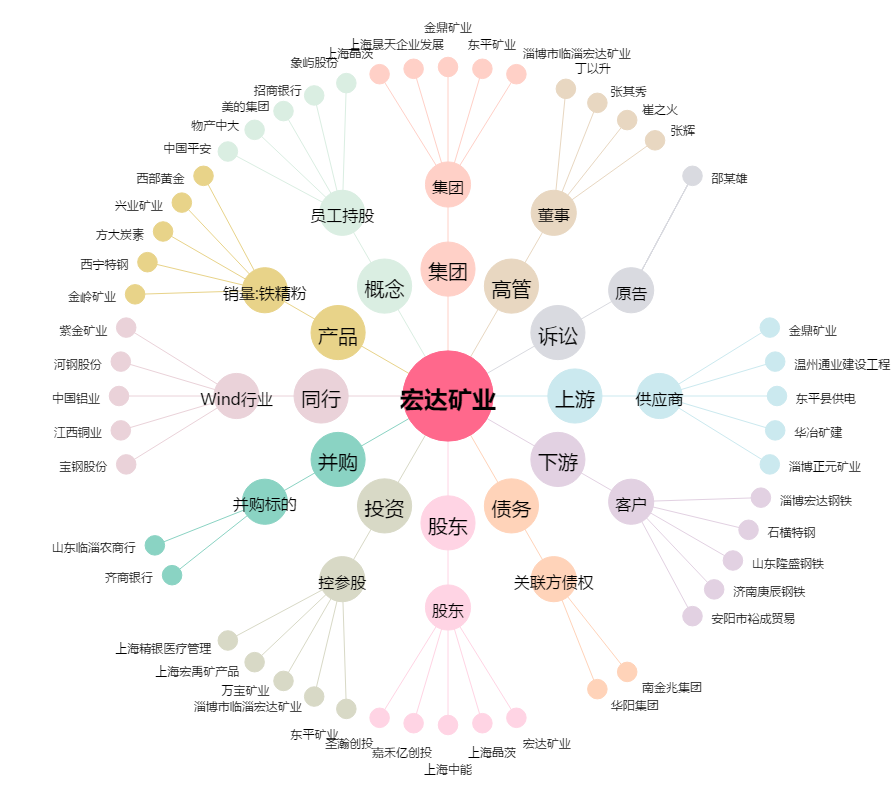 金鼎矿业
上海晟天企业发展
东平矿业
上海晶茨
淄博市临淄宏达矿业
象屿股份
丁以升
招商银行
张其秀
美的集团
崔之火
物产中大
张辉
中国平安
西部黄金
集团
邵某雄
兴业矿业
员工持股
董事
方大炭素
西宁特钢
集团
概念
高管
销量:铁精粉
原告
金岭矿业
紫金矿业
产品
诉讼
金鼎矿业
河钢股份
温州通业建设工程
中国铝业
Wind行业
同行
宏达矿业
上游
供应商
东平县供电
江西铜业
华冶矿建
宝钢股份
并购
下游
淄博正元矿业
并购标的
投资
股东
债务
客户
淄博宏达钢铁
石横特钢
山东临淄农商行
山东隆盛钢铁
齐商银行
控参股
关联方债权
济南庚辰钢铁
股东
安阳市裕成贸易
上海精银医疗管理
上海宏禹矿产品
万宝矿业
南金兆集团
淄博市临淄宏达矿业
华阳集团
东平矿业
圣瀚创投
宏达矿业
嘉禾亿创投
上海晶茨
上海中能